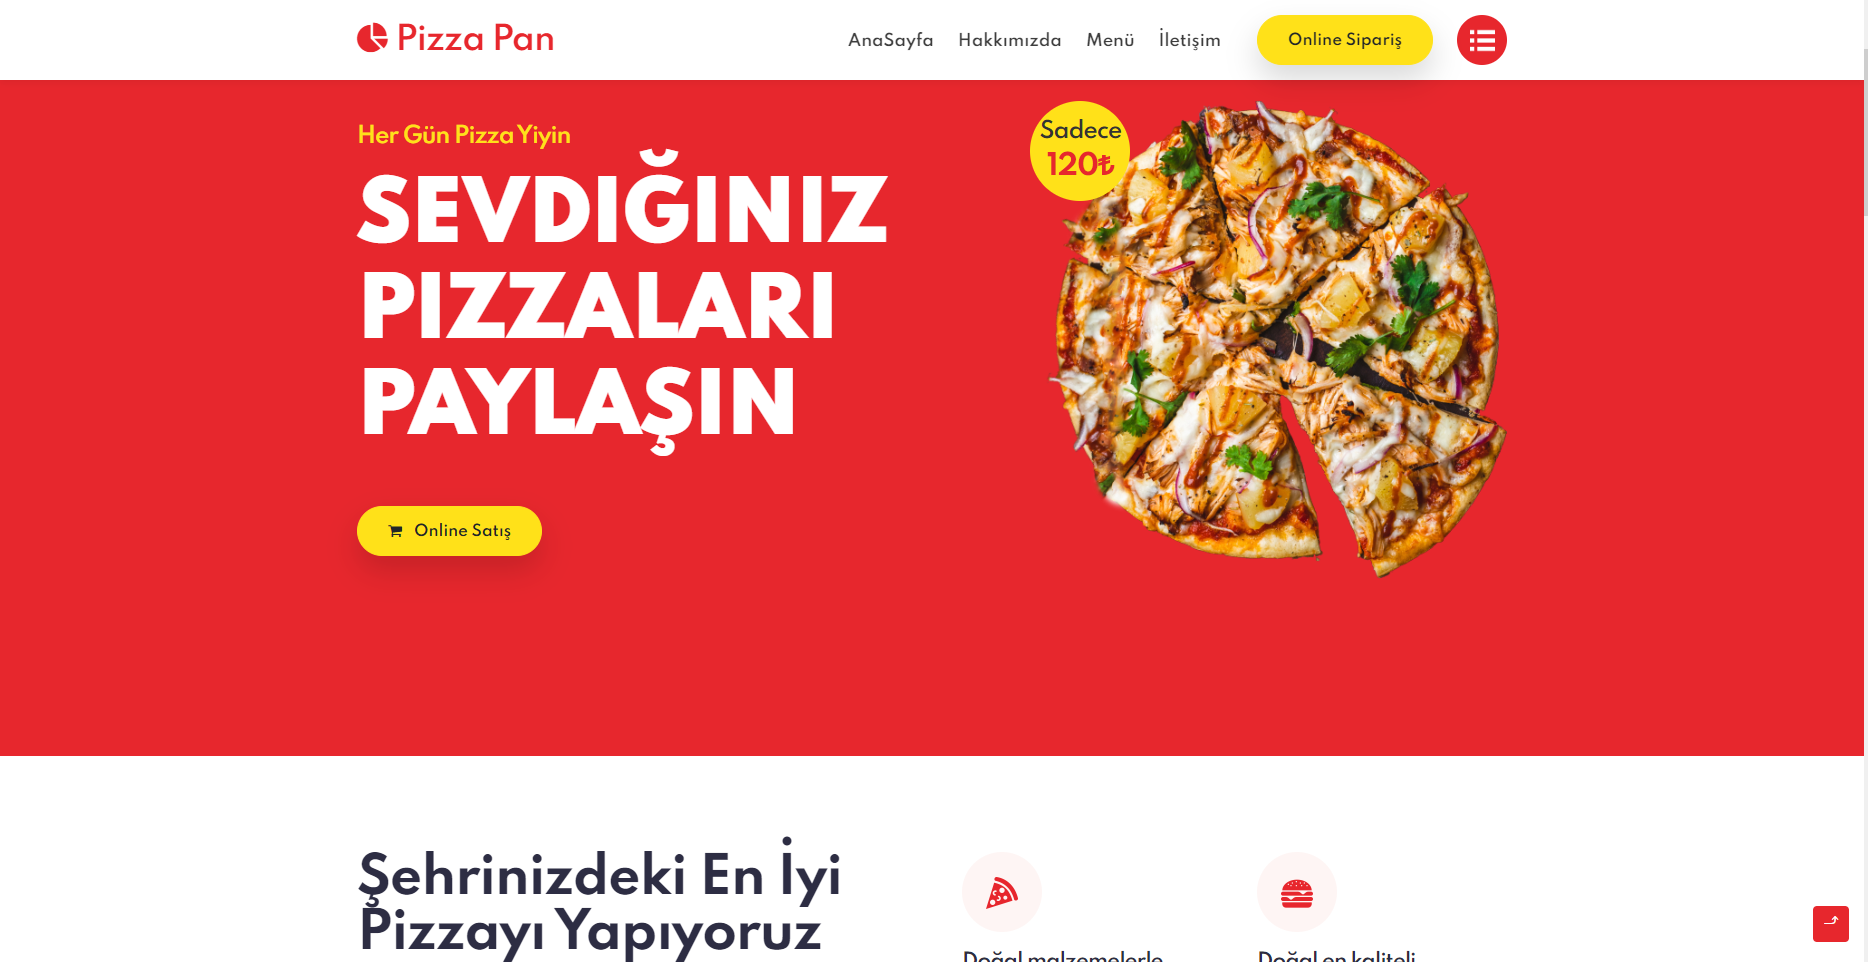 Pizza Pan
AnaSayfa
Hakkımızda
Menü
İletişim
Online Sipariş
Her Gün Pizza Yiyin
SEVDIĞINIZ
PIZZALARI
PAYLAŞIN
Sadece
120₺
Online Satış
Şehrinizdeki En İyi
Pizzayı Yapıyoruz
Doğal malzemelerle
Doğal en kaliteli